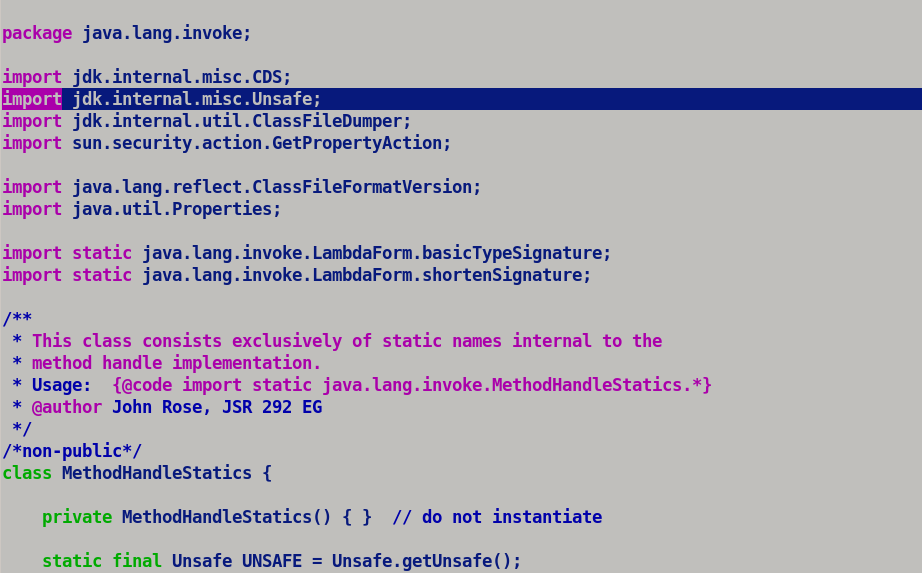 package java.lang.invoke;
import jdk.internal.misc.CDS;
import jdk.internal.misc.Unsafe;
import jdk.internal.util.ClassFileDumper;
import sun.security.action.GetPropertyAction;
import java.lang.reflect.ClassFileFormatVersion;
import java.util.Properties;
import static java.lang.invoke.LambdaForm.basicTypeSignature;
import static java.lang.invoke.LambdaForm.shortenSignature;
/**
 * This class consists exclusively of static names internal to the
 * method handle implementation.
 * Usage:  {@code import static java.lang.invoke.MethodHandleStatics.*}
 * @author John Rose, JSR 292 EG
 */
/*non-public*/
class MethodHandleStatics {
    private MethodHandleStatics() { }  // do not instantiate
    static final Unsafe UNSAFE = Unsafe.getUnsafe();